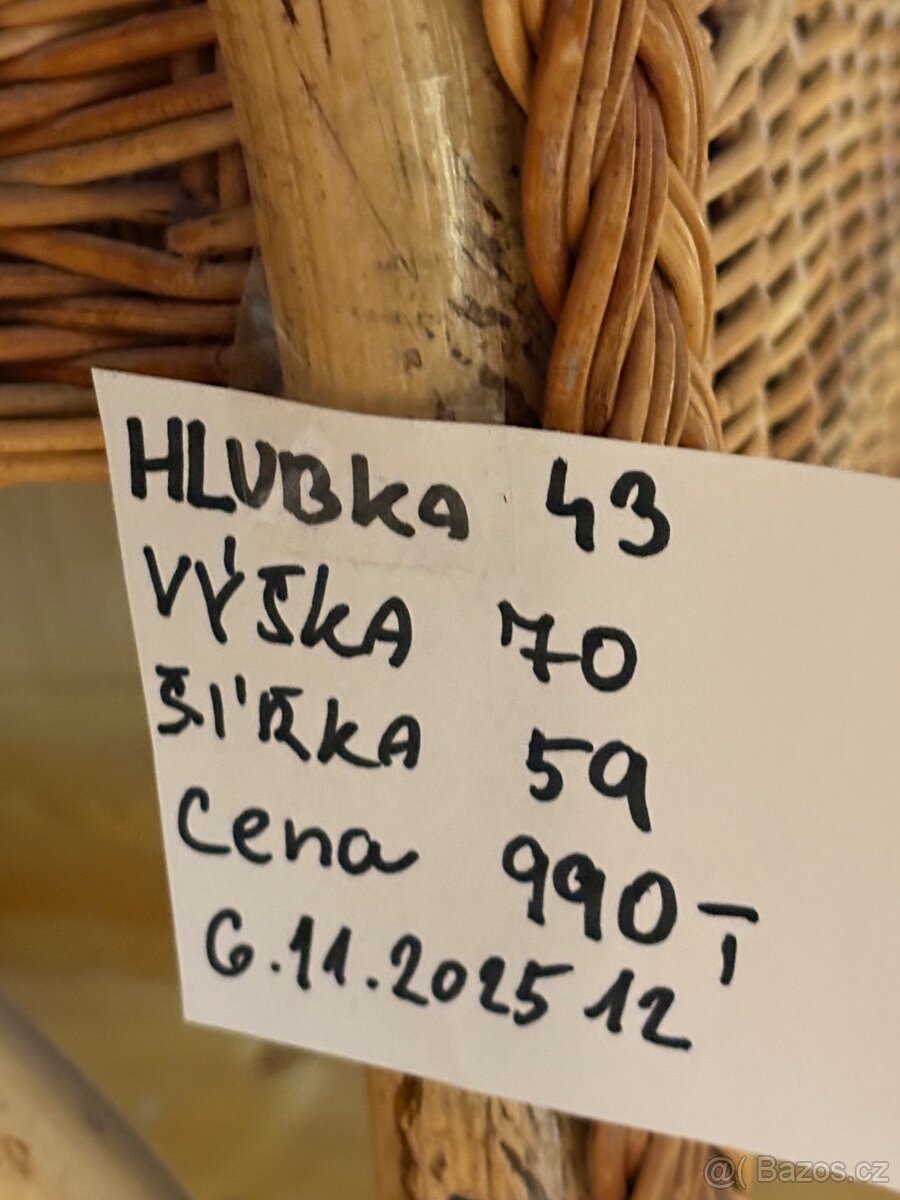 HLUBKA 43
VÝŠKA 70
ŠÍŘKA 59
Cena 990,-
6.11.2025 12
@( Bazos.cz